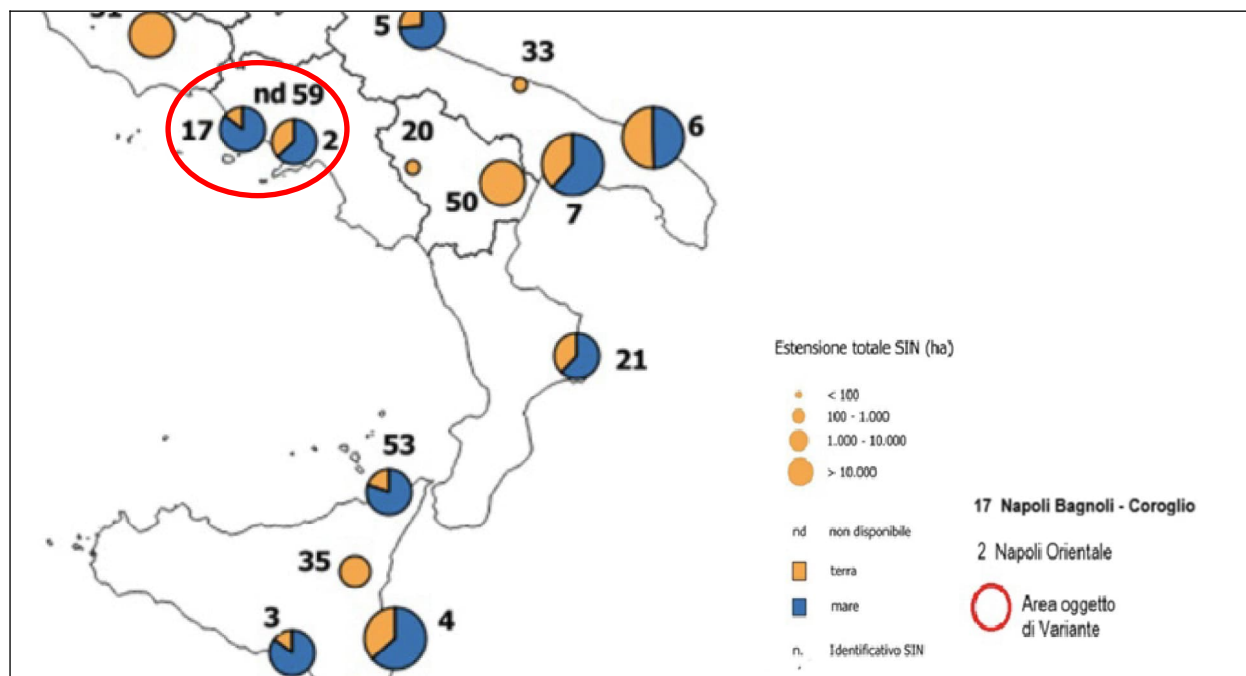 51
5
33
nd 59
17
2
20
50
6
7
21
53
35
3
4
Estensione totale SIN (ha)
< 100
100 - 1.000
1.000 - 10.000
> 10.000
nd non disponibile
terra
mare
n. Identificativo SIN
17 Napoli Bagnoli - Coroglio
2 Napoli Orientale
Area oggetto
di Variante